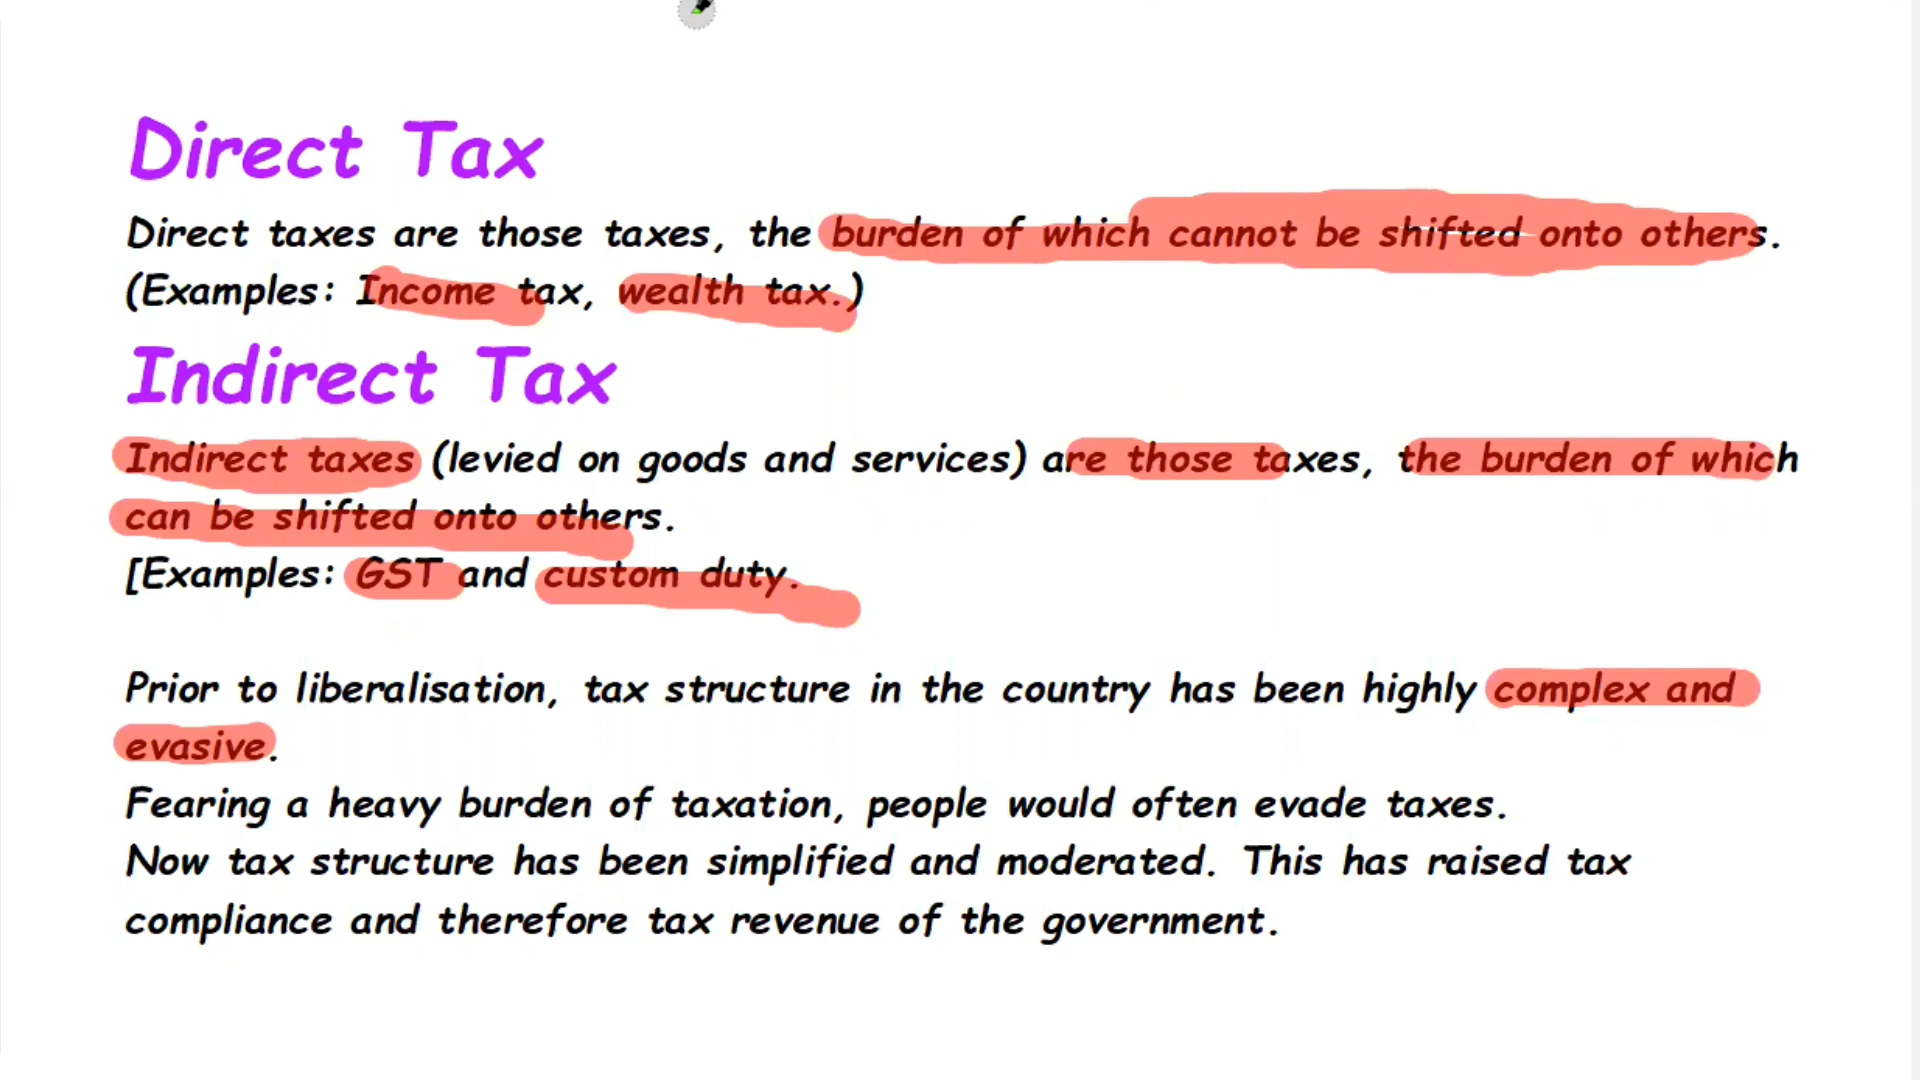 Direct Tax
Direct taxes are those taxes, the burden of which cannot be shifted onto others.
(Examples: Income tax, wealth tax.)
Indirect Tax
Indirect taxes (levied on goods and services) are those taxes, the burden of which
can be shifted onto others.
[Examples: GST and custom duty.
Prior to liberalisation, tax structure in the country has been highly complex and
evasive.
Fearing a heavy burden of taxation, people would often evade taxes.
Now tax structure has been simplified and moderated. This has raised tax
compliance and therefore tax revenue of the government.